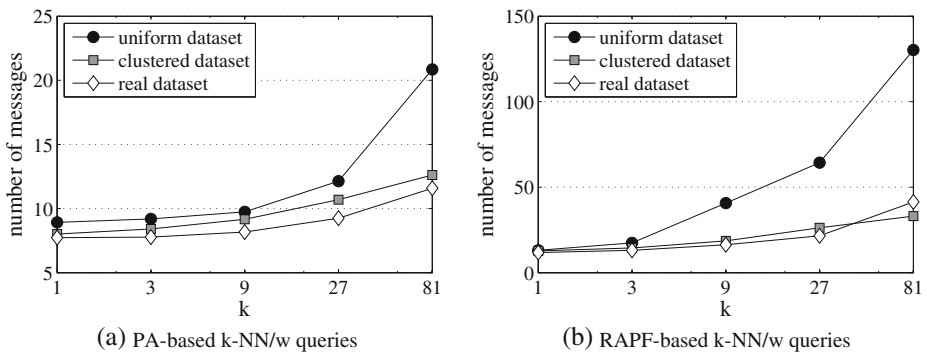 number of messages
25
20
15
10
5
uniform dataset
clustered dataset
real dataset
1 3 9 27 81
k
(a) PA-based k-NN/w queries
number of messages
150
100
50
0
uniform dataset
clustered dataset
real dataset
1 3 9 27 81
k
(b) RAPF-based k-NN/w queries